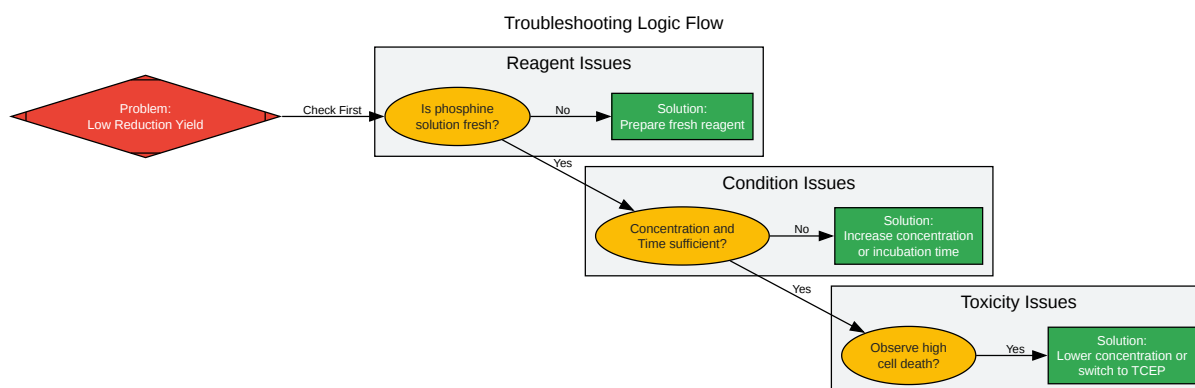 Troubleshooting Logic Flow
Reagent Issues
Problem:
Low Reduction Yield
Check First
Is phosphine
solution fresh?
No
Solution:
Prepare fresh reagent
Yes
Condition Issues
Concentration and
Time sufficient?
No
Solution:
Increase concentration
or incubation time
Yes
Toxicity Issues
Observe high
cell death?
Yes
Solution:
Lower concentration or
switch to TCEP